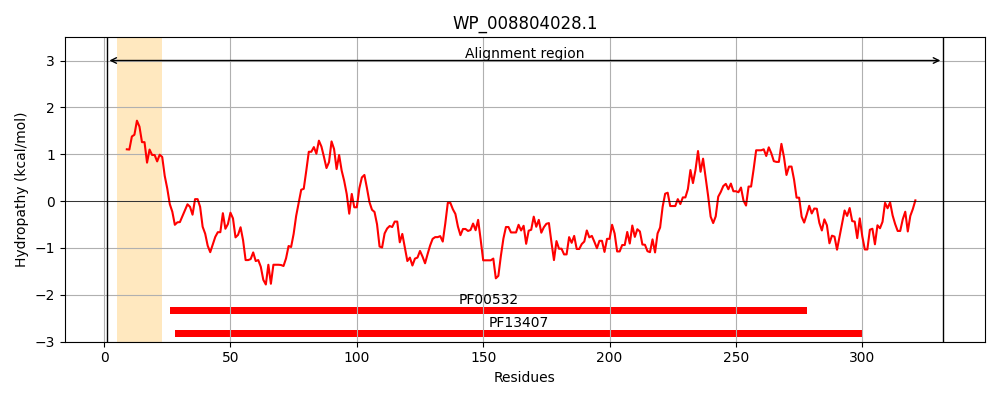 WP_008804028.1
Alignment region
Hydropathy (kcal/mol)
3
2
1
0
−1
−2
−3
PF00532
PF13407
0 50 100 150 200 250 300
Residues